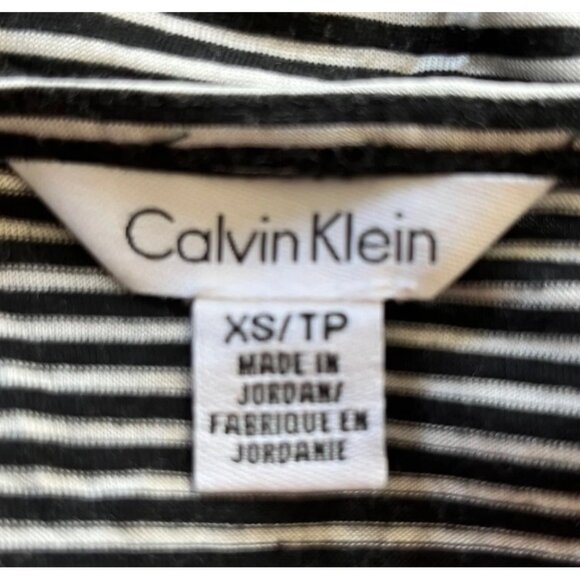 Calvin Klein
XS/TP
MADE IN
JORDAN/
FABRIQUE EN
JORDANIE